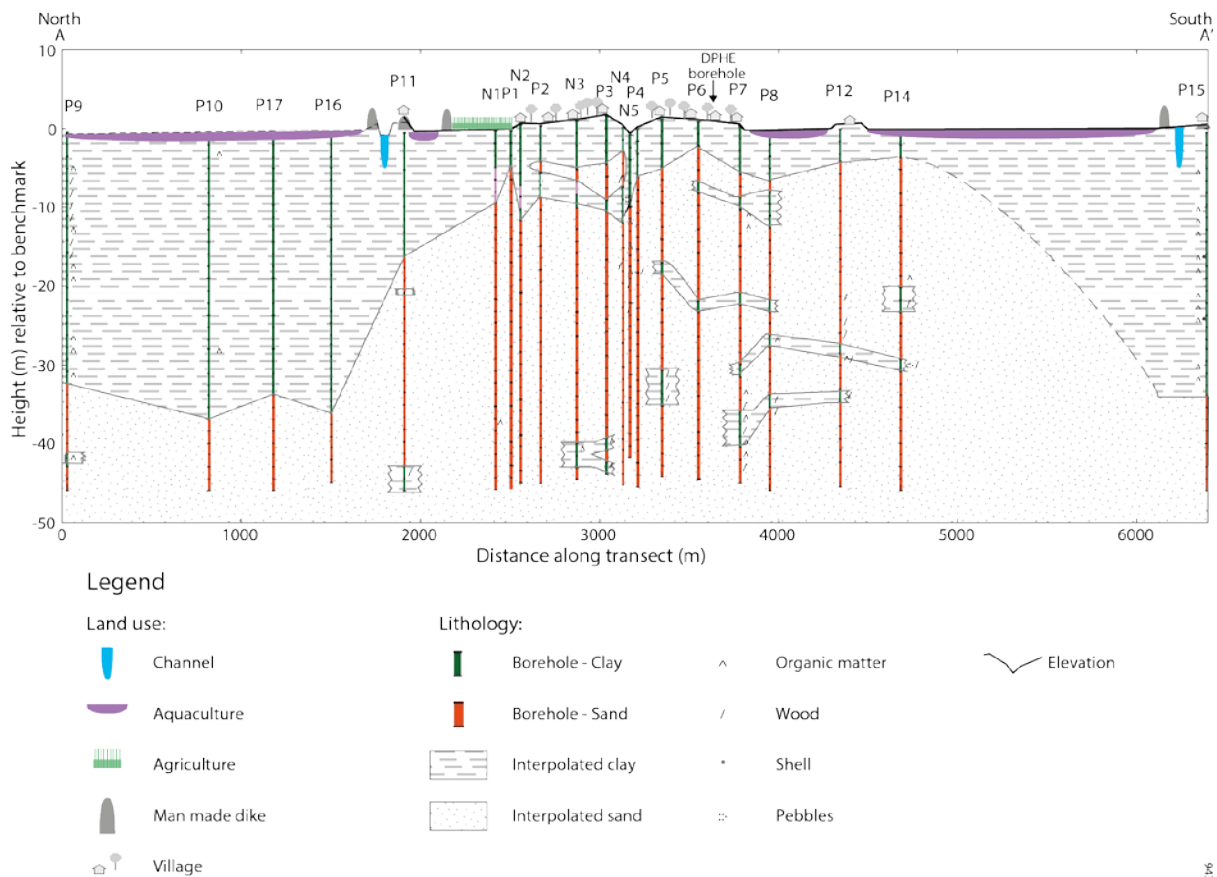 North
A
South
A'
10
0
-10
-20
-30
-40
-50
Height (m) relative to benchmark
P9
P10
P17
P16
P11
N1
P1
N2
P2
N3
P3
N4
P4
N5
P5
P6
DPHE
borehole
P7
P8
P12
P14
P15
0
1000
2000
3000
4000
5000
6000
Distance along transect (m)
Legend
Land use:
Channel
Aquaculture
Agriculture
Man made dike
Village
Lithology:
Borehole - Clay
Borehole - Sand
Interpolated clay
Interpolated sand
Organic matter
Wood
Shell
Pebbles
Elevation